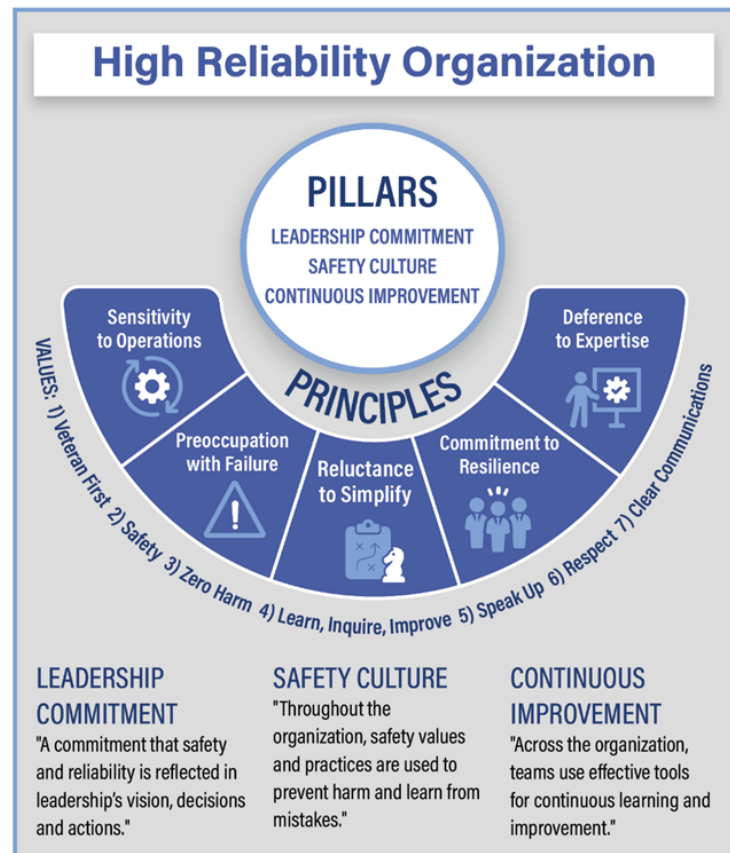 High Reliability Organization
PILLARS
LEADERSHIP COMMITMENT
SAFETY CULTURE
CONTINUOUS IMPROVEMENT
PRINCIPLES
Sensitivity
to Operations
Preoccupation
with Failure
Reluctance
to Simplify
Commitment to
Resilience
Deference
to Expertise
VALUES: 1) Veteran First 2) Safety 3) Zero Harm 4) Learn, Inquire, Improve 5) Speak Up 6) Respect 7) Clear Communications
LEADERSHIP
COMMITMENT
"A commitment that safety
and reliability is reflected in
leadership’s vision, decisions
and actions."
SAFETY CULTURE
"Throughout the
organization, safety values
and practices are used to
prevent harm and learn from
mistakes."
CONTINUOUS
IMPROVEMENT
"Across the organization,
teams use effective tools
for continuous learning and
improvement."